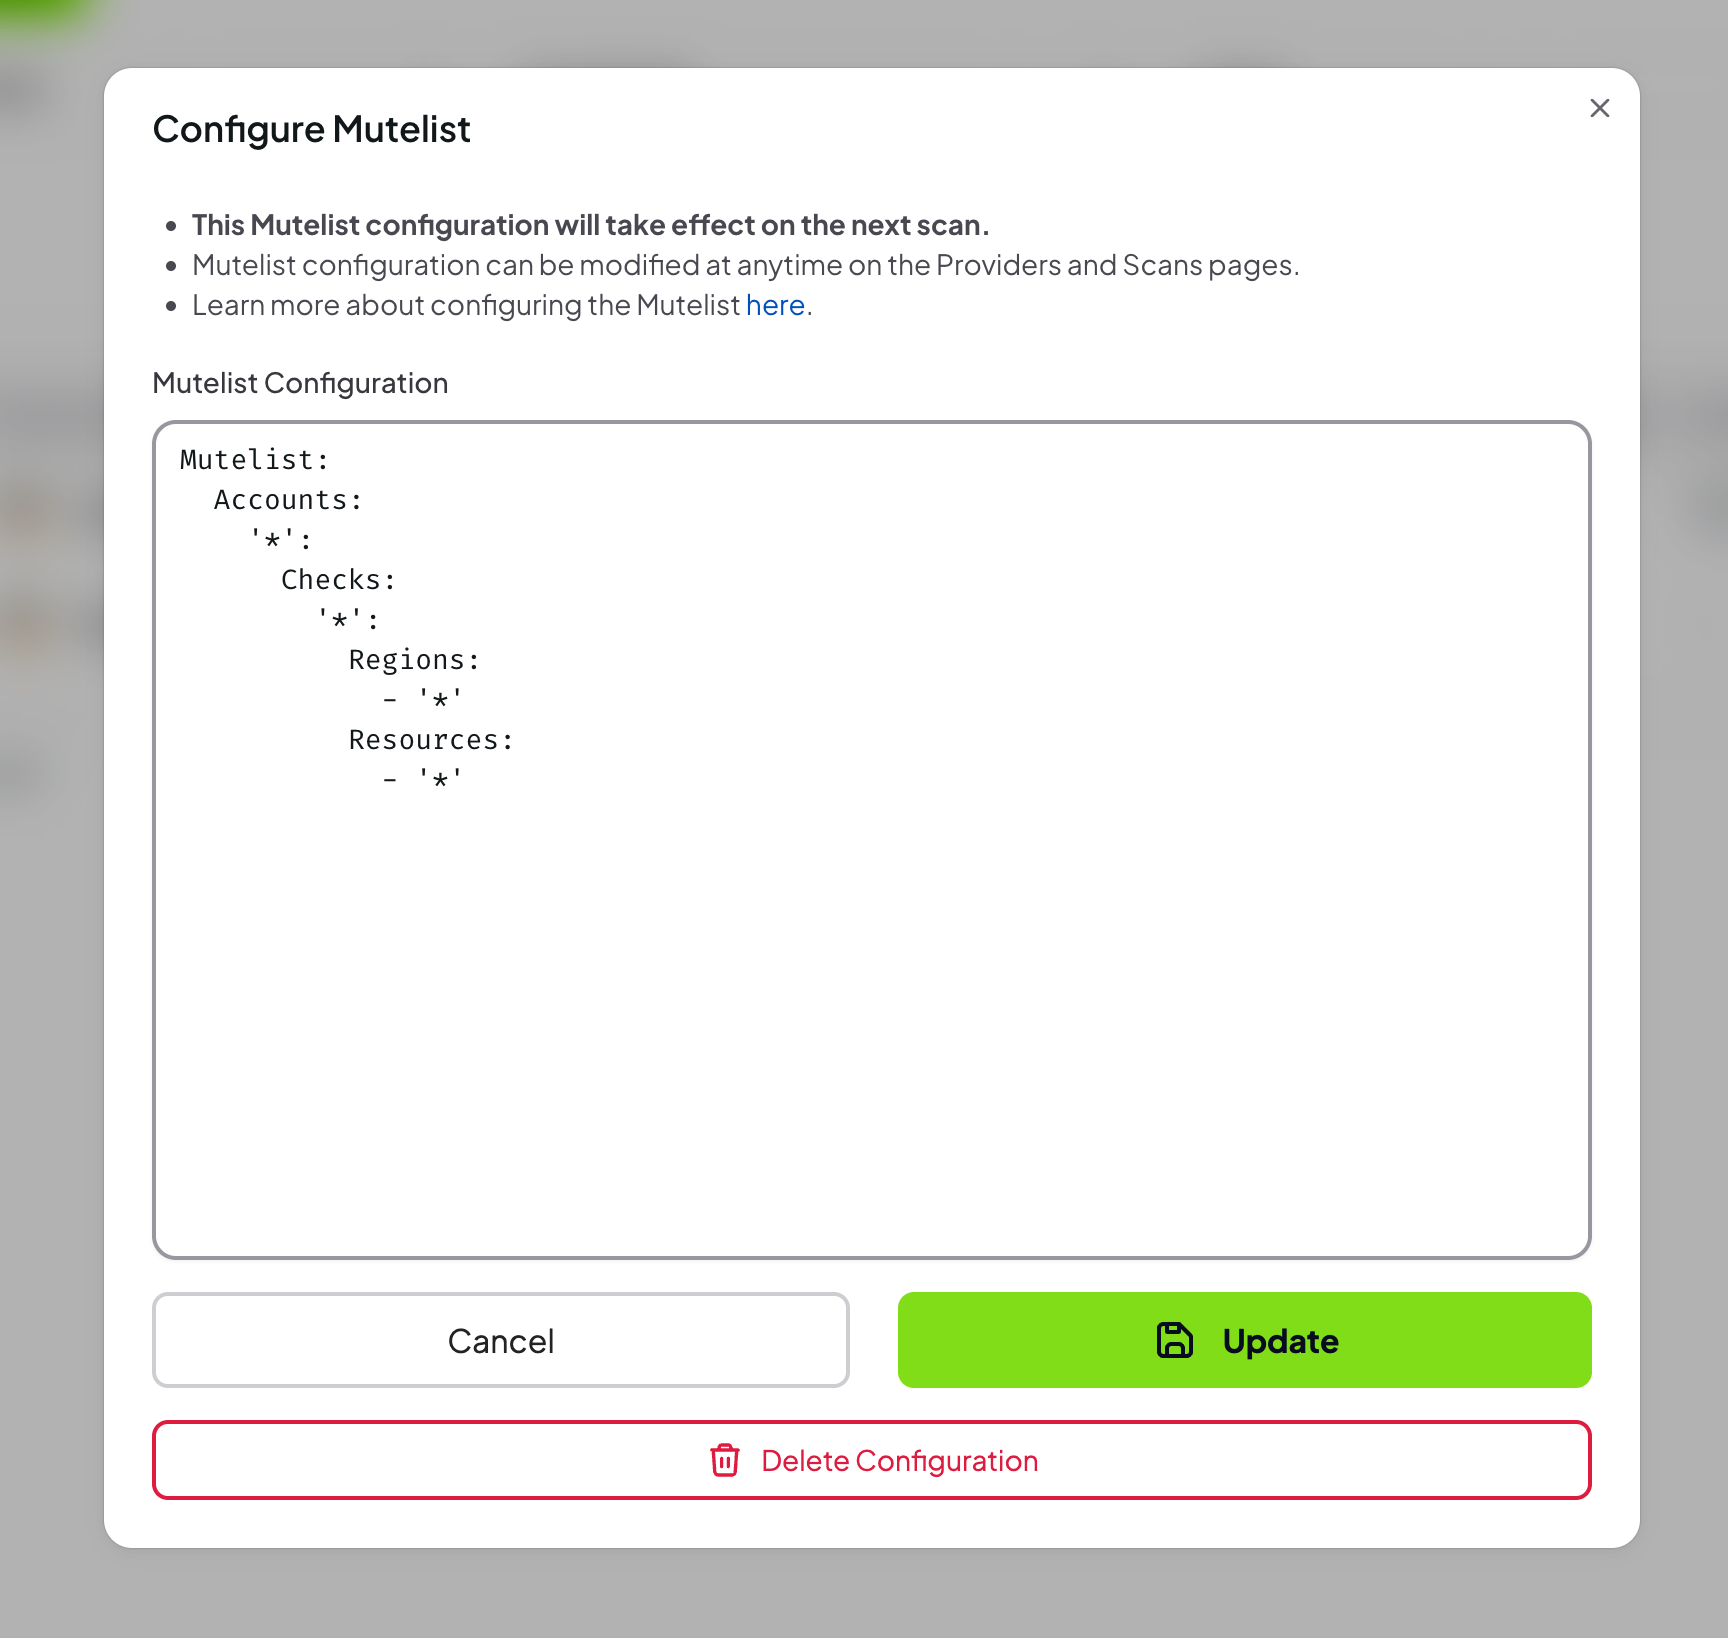 Configure Mutelist
This Mutelist configuration will take effect on the next scan.
Mutelist configuration can be modified at anytime on the Providers and Scans pages.
Learn more about configuring the Mutelist here.
Mutelist Configuration
Mutelist:
  Accounts:
    '*':
      Checks:
        '*':
          Regions:
            - '*'
          Resources:
            - '*'
Cancel
Update
Delete Configuration